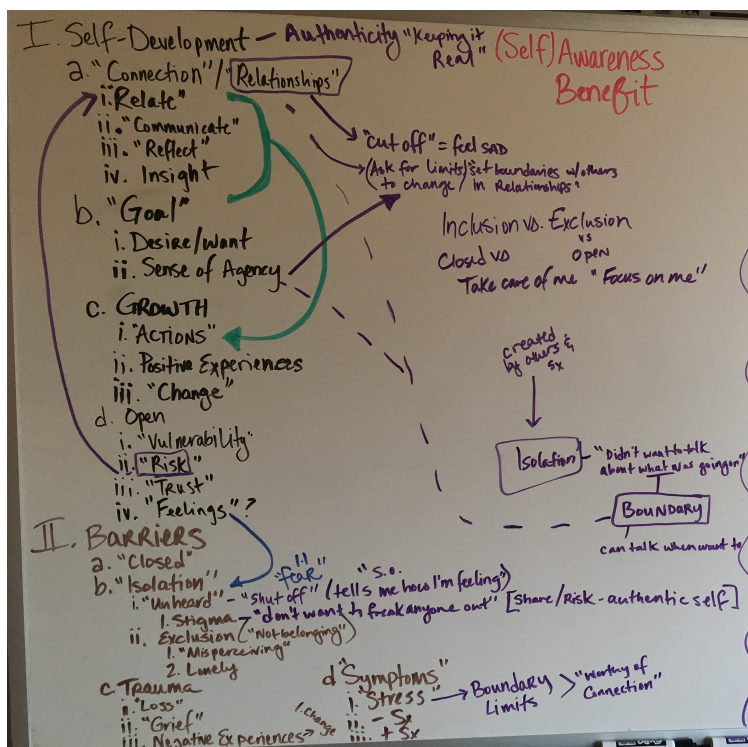 I. Self-Development - Authenticity "Keeping it Real"
(Self) Awareness Benefit
a. "Connection"/"Relationships"
i. Relate"
ii. "Communicate"
iii. "Reflect"
iv. Insight
"cut off" = feel SAD
(Ask for limits/"set boundaries w/others
to change/ in Relationships"
b. "Goal"
i. Desire/Want
ii. Sense of Agency
Inclusion vs. Exclusion
vs
Closed vs Open
Take care of me "Focus on me"
c. GROWTH
i. "ACTIONS"
ii. Positive Experiences
iii. "Change"
created
by others &
Sx
d. Open
i. "Vulnerability"
ii. "Risk"
iii. "Trust"
iv. "Feelings"?
Isolation - "Didn't want to talk
about what was going on"
BOUNDARY
can talk when want to
II. BARRIERS
a. "Closed"
b. "Isolation"
1-1
"fear"
"s.o.
i. "Unheard" - "Shut off" (tells me how I'm feeling")
1. Stigma - "don't want to freak anyone out" [Share/Risk-authentic self]
ii. Exclusion ("Not-belonging")
1. "Misperceiving"
2. Lonely
c. TRAUMA
i. "Loss"
ii. "Grief"
iii. Negative Experiences →
1. Change
d "Symptoms"
i. "Stress" → Boundary Limits > "Worthy of Connection"
ii. - Sx
iii. + Sx